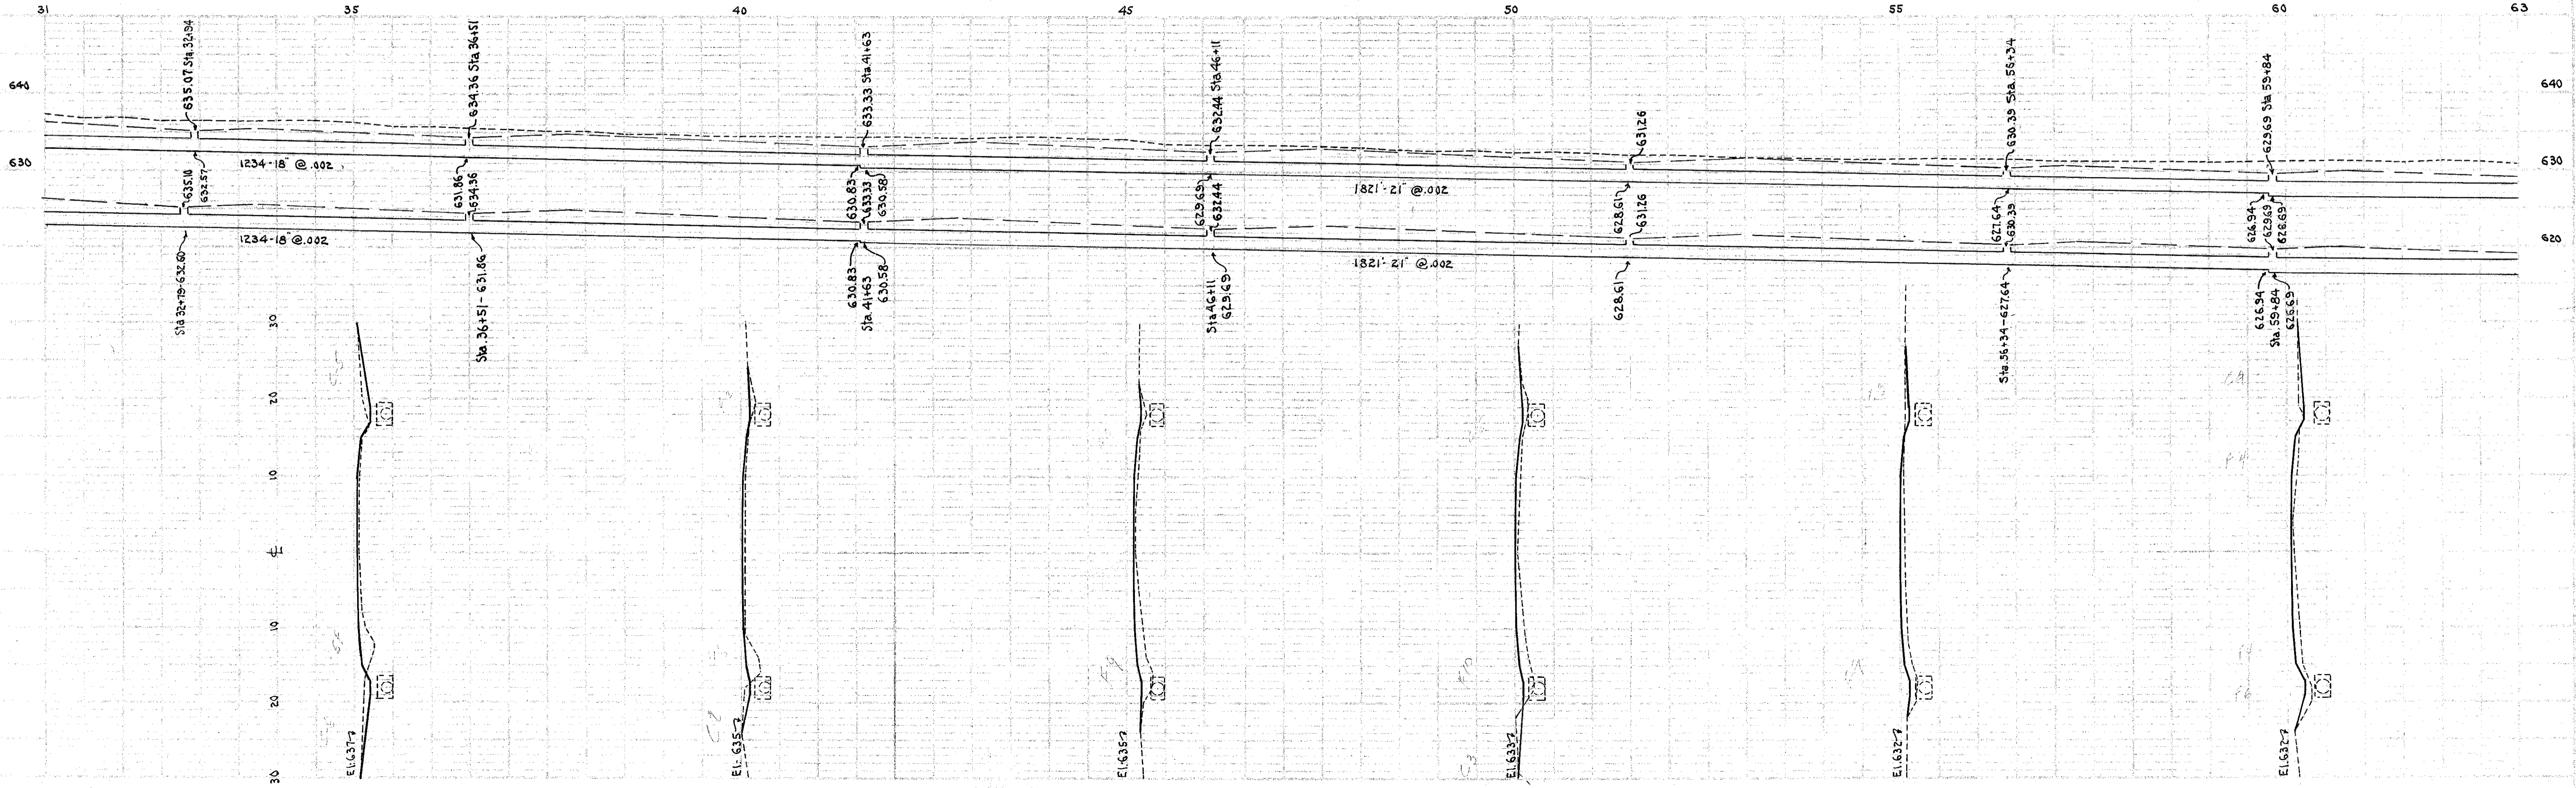 31 35 40 45 50 55 60 63
640 640
635.07 Sta.32+94
634.36 Sta 36+51
633.33 Sta.41+63
632.44 Sta.46+11
631.26
630.39 Sta. 56+34
629.69 Sta 59+84
630 630
1234-18" @ .002
1821'-21" @ .002
635.10
632.57
631.86
634.36
630.83
633.33
630.58
629.69
632.44
628.61
631.26
627.64
630.39
626.94
629.69
626.69
620
1234-18" @ .002
1821'-21" @ .002
Sta 32+79-632.60
Sta. 36+51 - 631.86
630.83
Sta. 41+63
630.58
Sta 46+11
629.69
628.61
Sta. 56+34-627.64
626.94
Sta. 59+84
626.69
30
20
10
℄
10
20
30
El. 637
El. 635
El. 635
El. 633
El. 632
El. 632